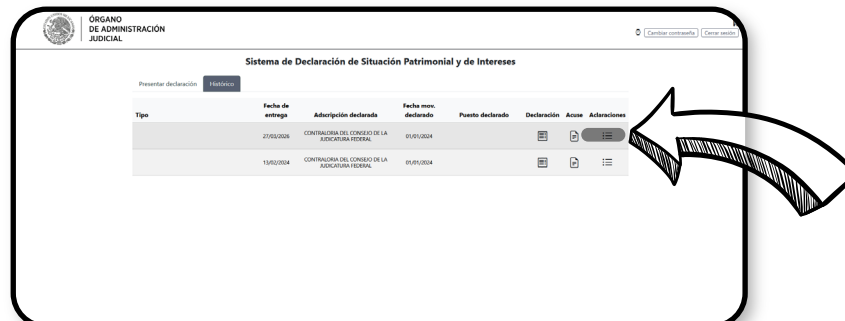 ÓRGANO
DE ADMINISTRACIÓN
JUDICIAL
Cambiar contraseña Cerrar sesión
Sistema de Declaración de Situación Patrimonial y de Intereses
Presentar declaración Histórico
Tipo Fecha de entrega Adscripción declarada Fecha mov. declarado Puesto declarado Declaración Acuse Aclaraciones
27/03/2026 CONTRALORIA DEL CONSEJO DE LA JUDICATURA FEDERAL 01/01/2024
13/02/2024 CONTRALORIA DEL CONSEJO DE LA JUDICATURA FEDERAL 01/01/2024